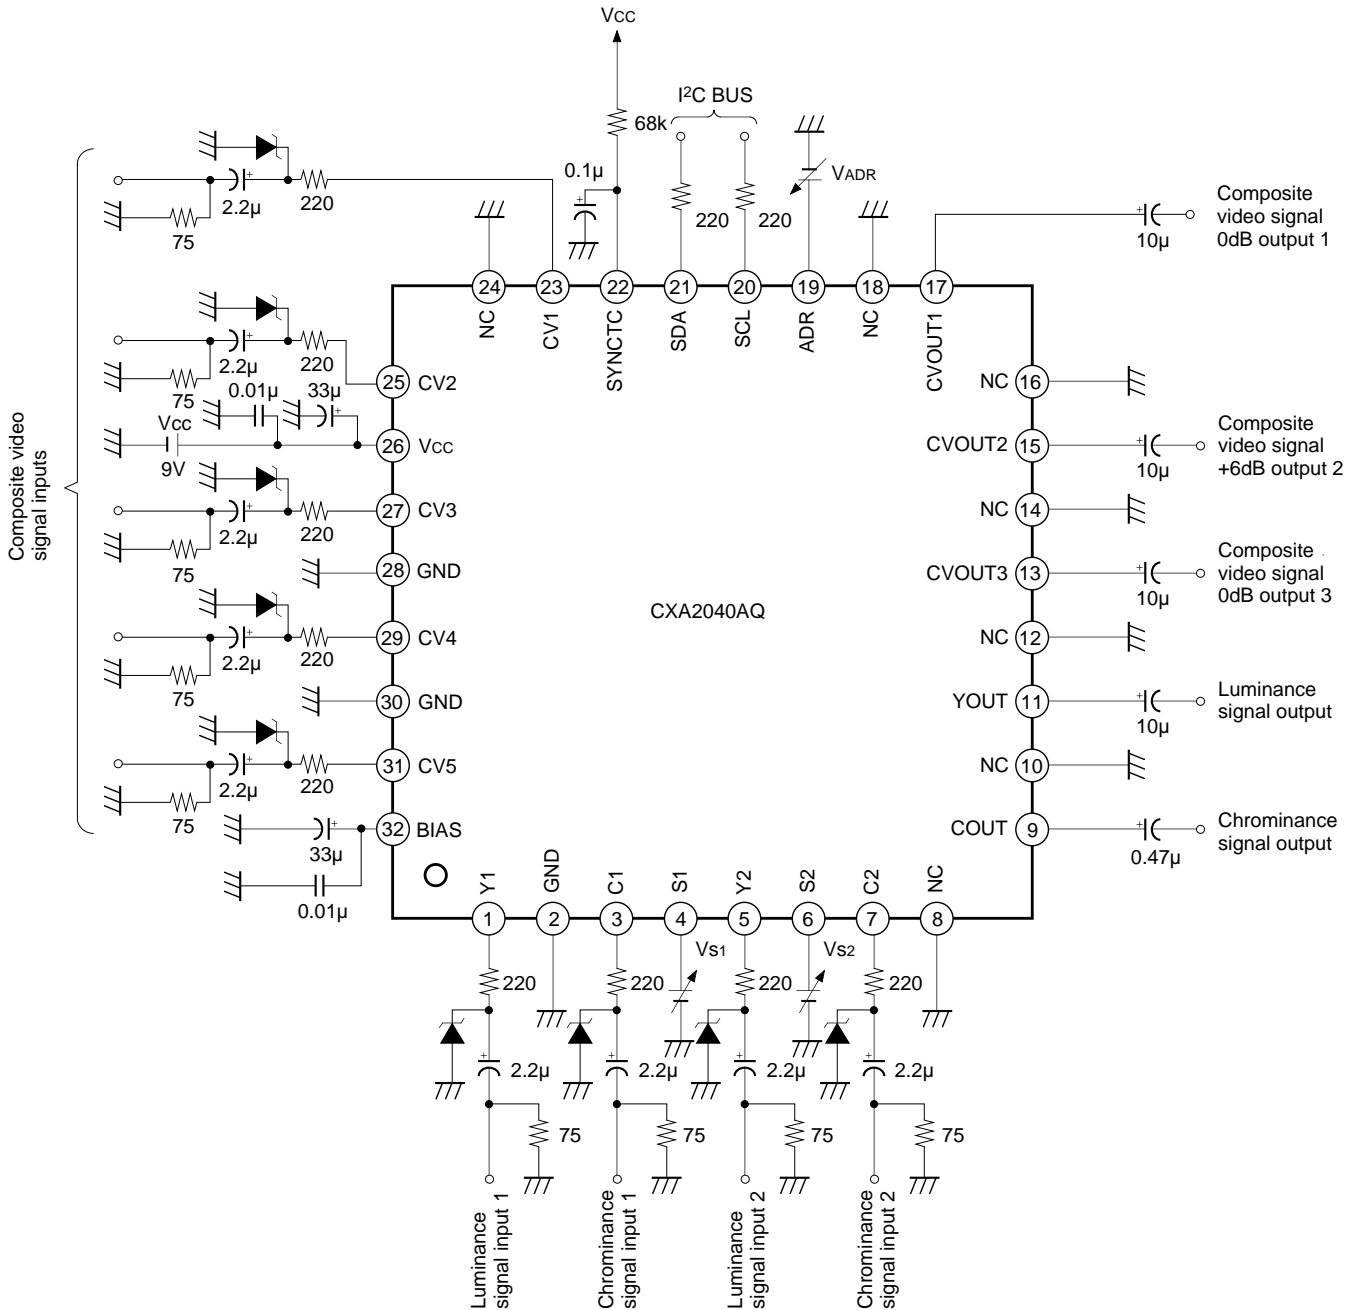 Vcc
I²C BUS
68k
0.1µ
VADR
220
220
220
2.2µ
75
Composite
video signal
0dB output 1
10µ
24
23
22
21
20
19
18
17
NC
CV1
SYNCTC
SDA
SCL
ADR
NC
CVOUT1
2.2µ
220
75
25
CV2
0.01µ
33µ
Vcc
9V
26
Vcc
Composite video
signal inputs
2.2µ
220
75
27
CV3
28
GND
2.2µ
220
75
29
CV4
30
GND
2.2µ
220
75
31
CV5
32
BIAS
33µ
0.01µ
CXA2040AQ
NC
16
CVOUT2
15
10µ
Composite
video signal
+6dB output 2
NC
14
CVOUT3
13
10µ
Composite
video signal
0dB output 3
NC
12
YOUT
11
10µ
Luminance
signal output
NC
10
COUT
9
0.47µ
Chrominance
signal output
Y1
GND
C1
S1
Y2
S2
C2
NC
1
2
3
4
5
6
7
8
Vs1
Vs2
220
220
220
220
2.2µ
2.2µ
2.2µ
2.2µ
75
75
75
75
Luminance
signal input 1
Chrominance
signal input 1
Luminance
signal input 2
Chrominance
signal input 2